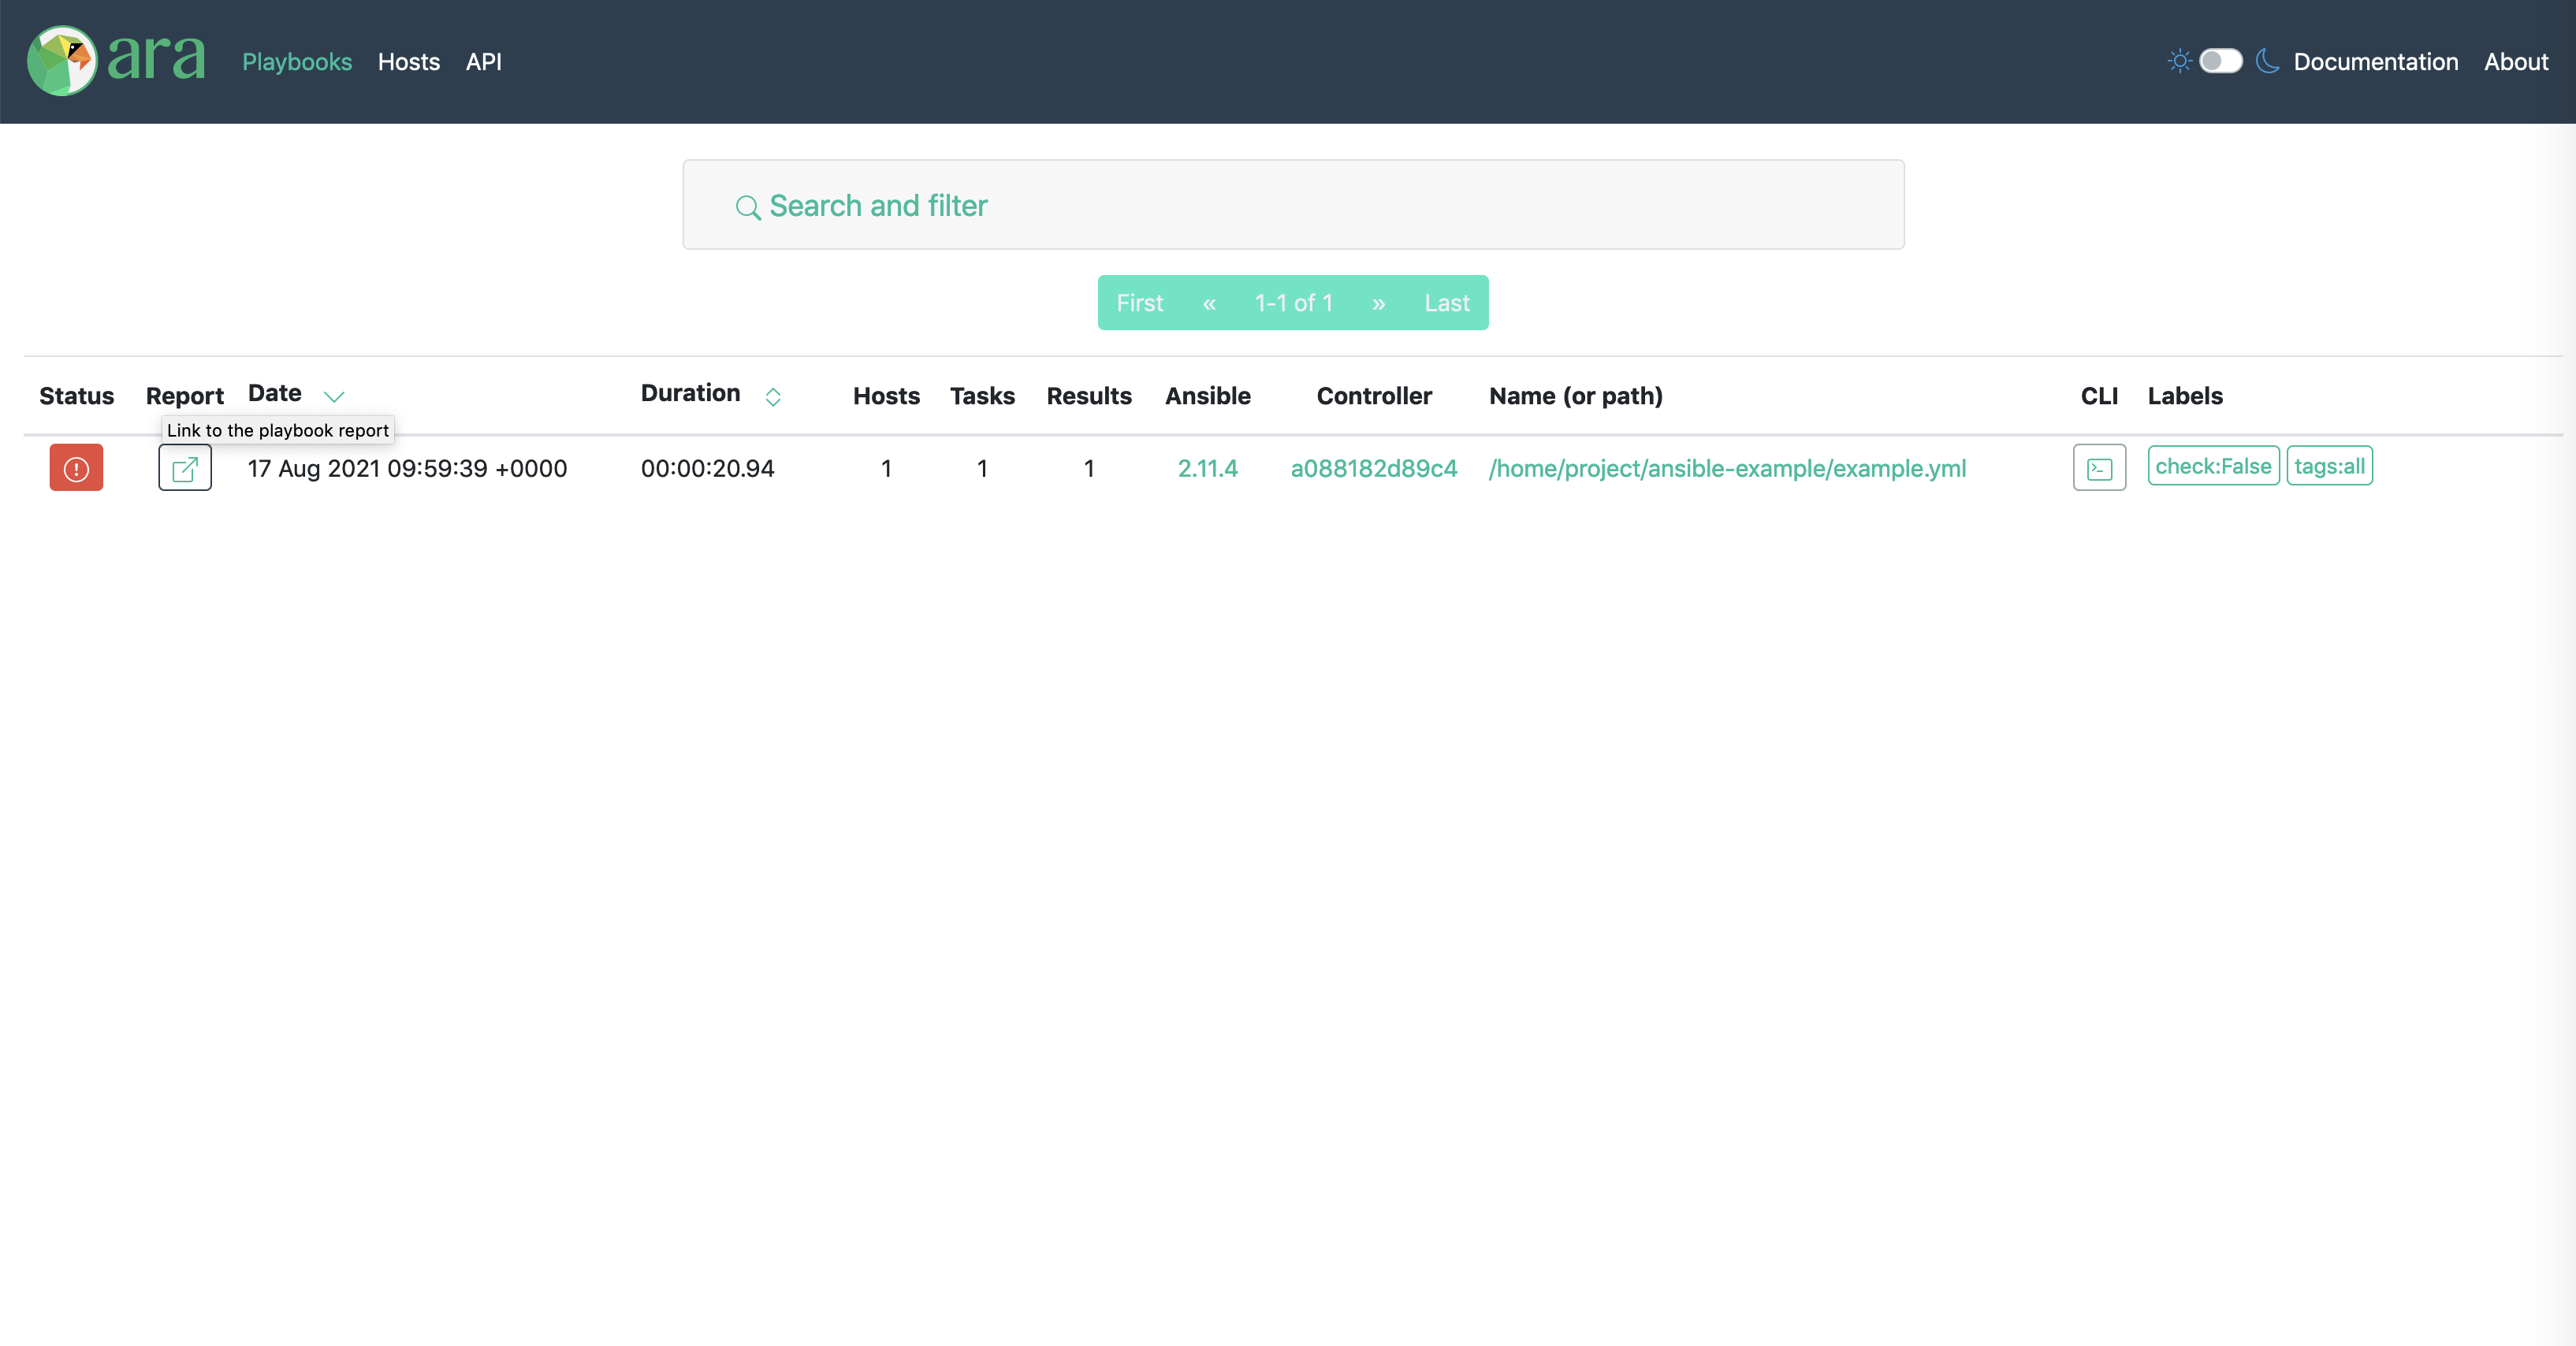 ara Playbooks Hosts API Documentation About
Search and filter
First « 1-1 of 1 » Last
Status Report Date Duration Hosts Tasks Results Ansible Controller Name (or path) CLI Labels
Link to the playbook report
17 Aug 2021 09:59:39 +0000 00:00:20.94 1 1 1 2.11.4 a088182d89c4 /home/project/ansible-example/example.yml check:False tags:all